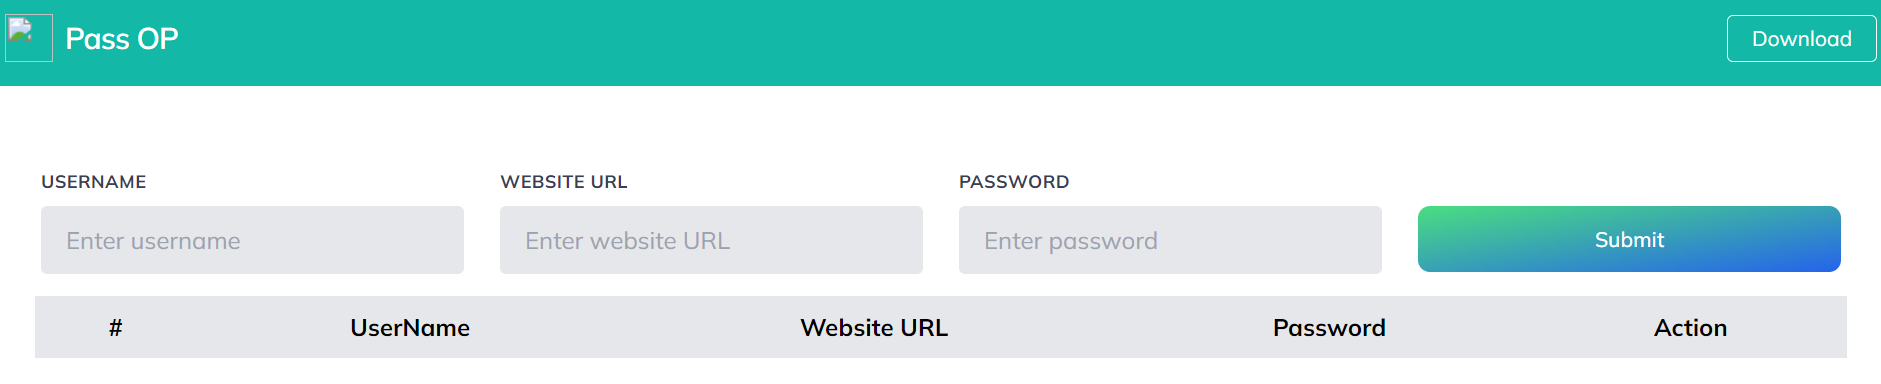 Pass OP
Download
USERNAME
WEBSITE URL
PASSWORD
Enter username
Enter website URL
Enter password
Submit
# UserName Website URL Password Action